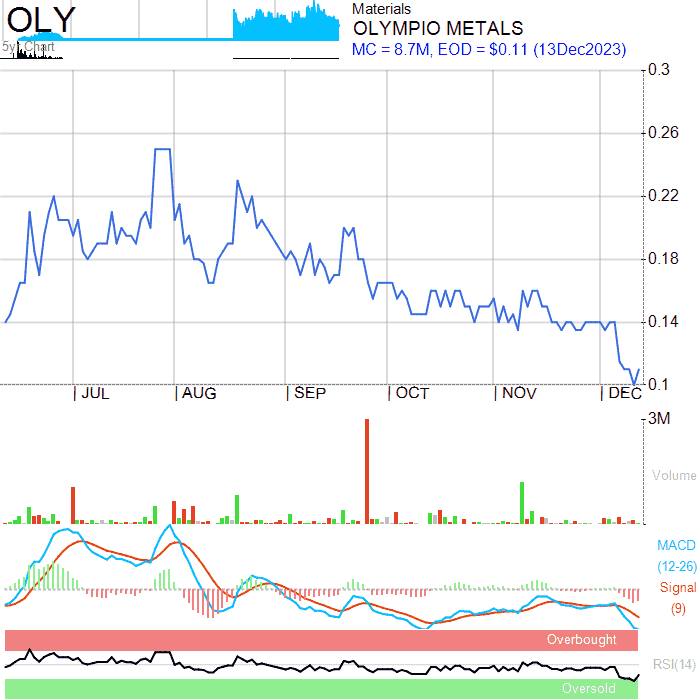 OLY
5yr Chart
Materials
OLYMPIO METALS
MC = 8.7M, EOD = $0.11 (13Dec2023)
0.3
0.26
0.22
0.18
0.14
0.1
JUL
AUG
SEP
OCT
NOV
DEC
3M
Volume
MACD
(12-26)
Signal
(9)
Overbought
RSI(14)
Oversold